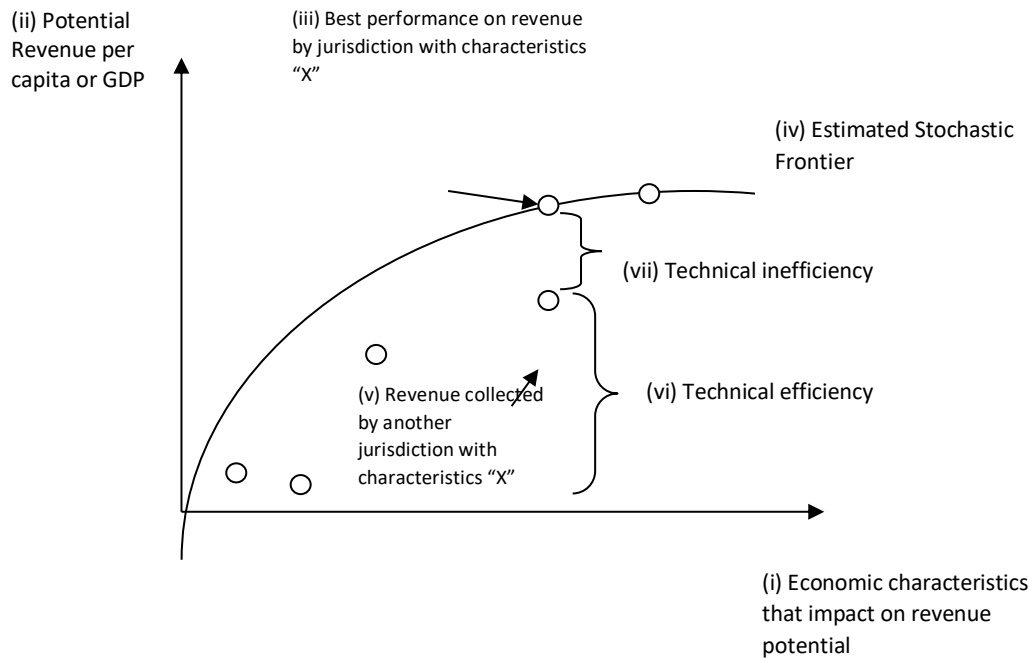 (ii) Potential
Revenue per
capita or GDP
(iii) Best performance on revenue
by jurisdiction with characteristics
“X”
(iv) Estimated Stochastic
Frontier
(vii) Technical inefficiency
(vi) Technical efficiency
(v) Revenue collected
by another
jurisdiction with
characteristics “X”
(i) Economic characteristics
that impact on revenue
potential